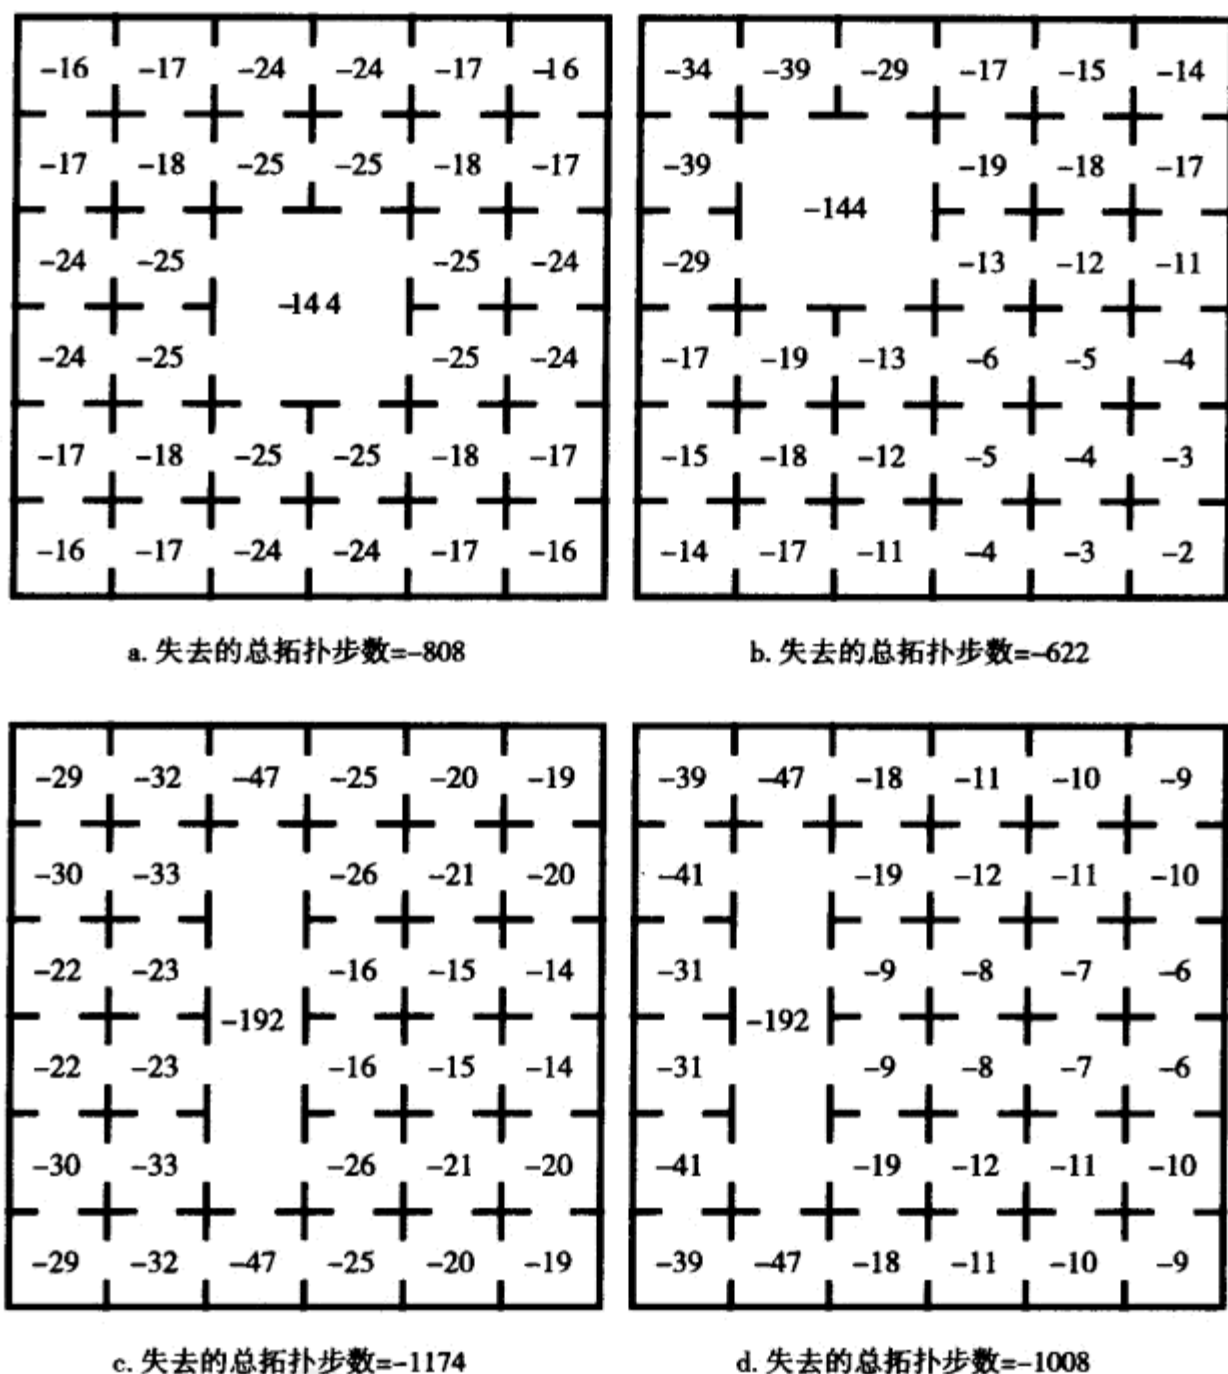 -16 -17 -24 -24 -17 -16 -34 -39 -29 -17 -15 -14
-17 -18 -25 -25 -18 -17 -39 -19 -18 -17
-144
-24 -25 -25 -24 -29 -13 -12 -11
-144
-24 -25 -25 -24 -17 -19 -13 -6 -5 -4
-17 -18 -25 -25 -18 -17 -15 -18 -12 -5 -4 -3
-16 -17 -24 -24 -17 -16 -14 -17 -11 -4 -3 -2
a. 失去的总拓扑步数=-808 b. 失去的总拓扑步数=-622
-29 -32 -47 -25 -20 -19 -39 -47 -18 -11 -10 -9
-30 -33 -26 -21 -20 -41 -19 -12 -11 -10
-22 -23 -16 -15 -14 -31 -9 -8 -7 -6
-192 -192
-22 -23 -16 -15 -14 -31 -9 -8 -7 -6
-30 -33 -26 -21 -20 -41 -19 -12 -11 -10
-29 -32 -47 -25 -20 -19 -39 -47 -18 -11 -10 -9
c. 失去的总拓扑步数=-1174 d. 失去的总拓扑步数=-1008